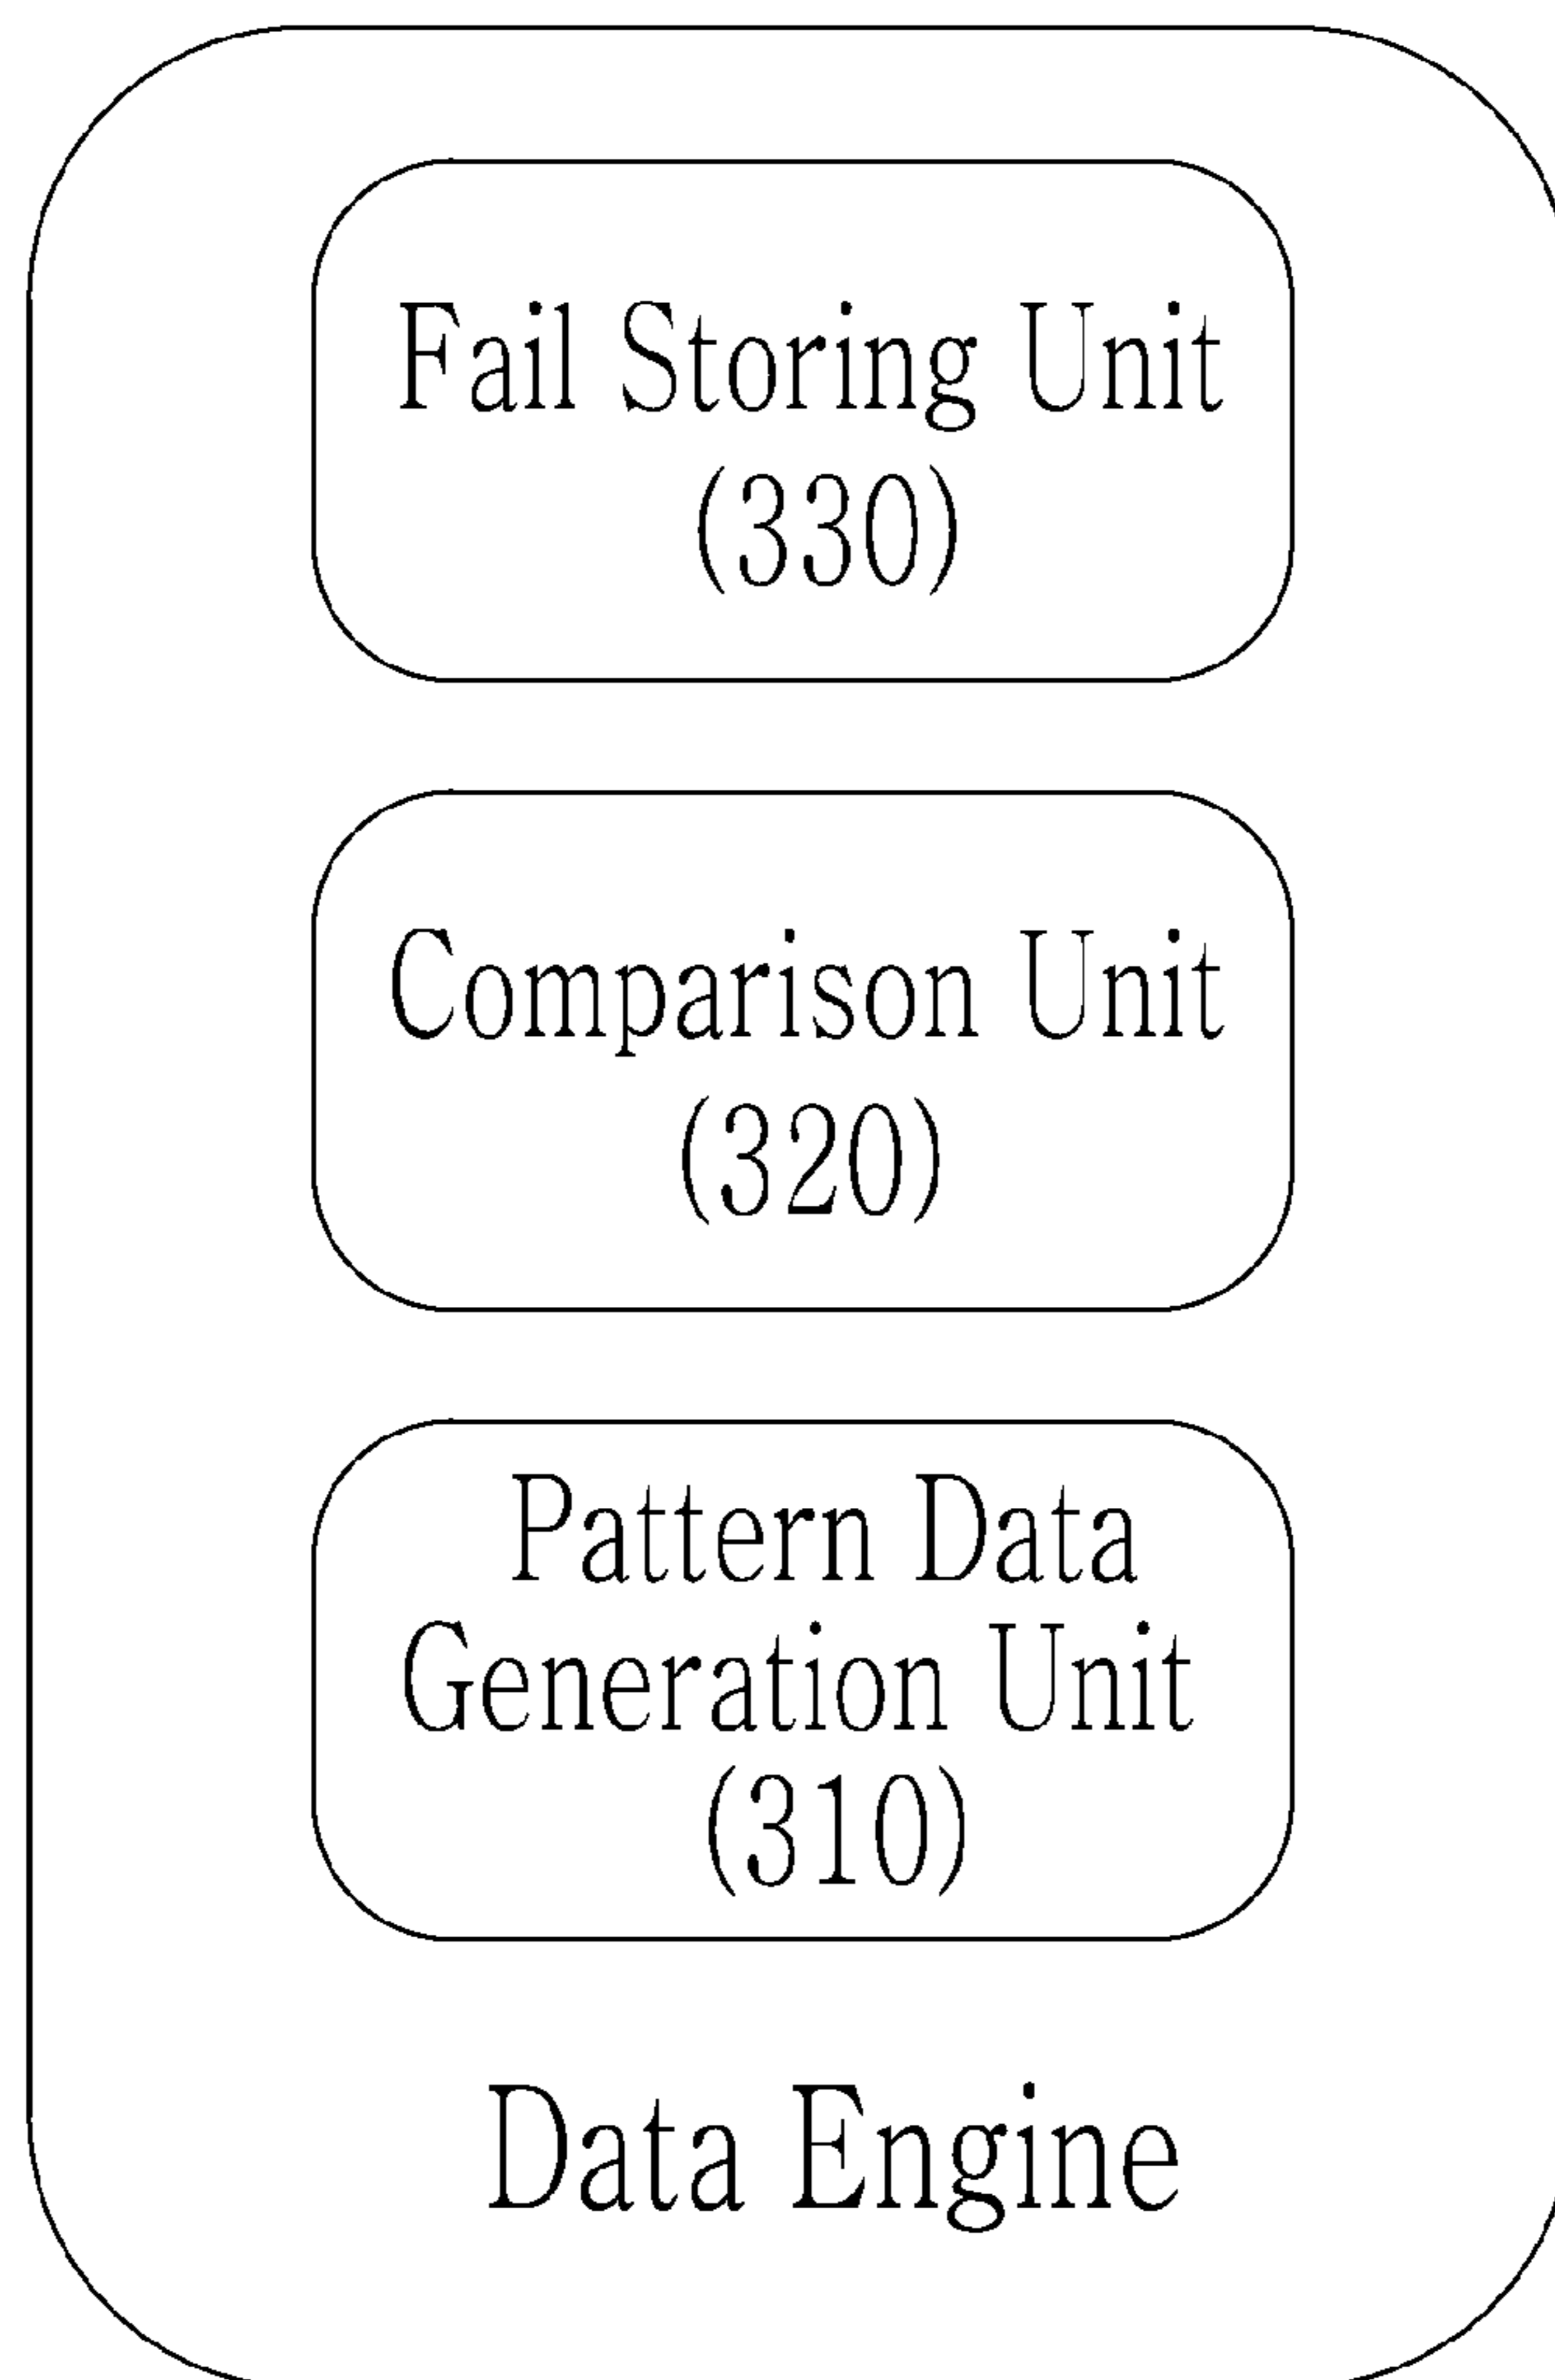 Fail Storing Unit
(330)
Comparison Unit
(320)
Pattern Data
Generation Unit
(310)
Data Engine